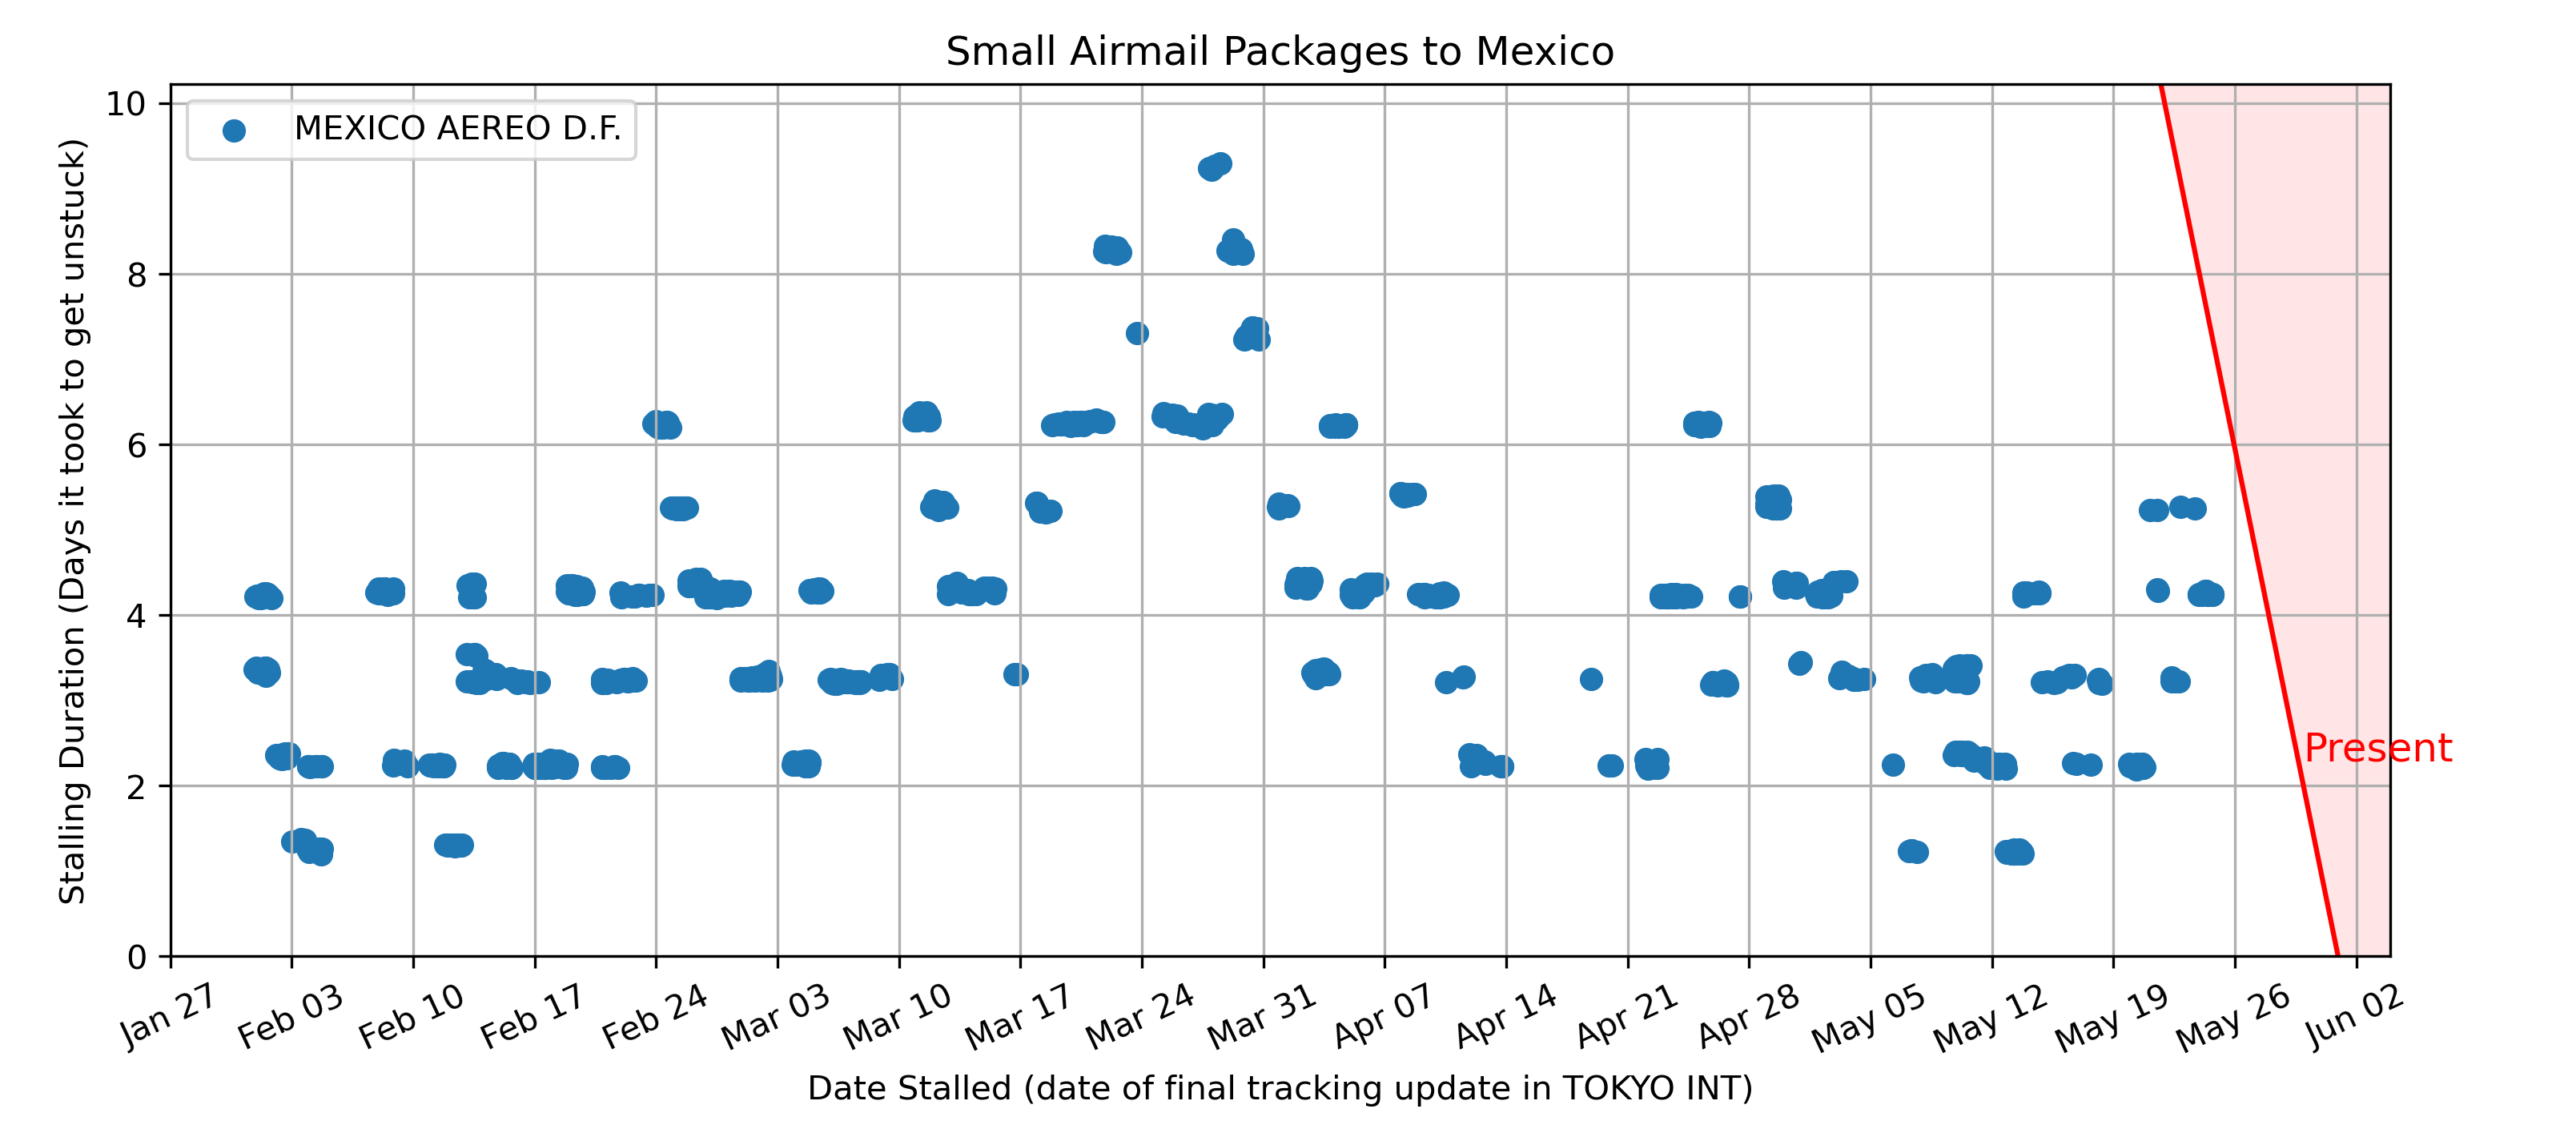 Small Airmail Packages to Mexico
MEXICO AEREO D.F.
Stalling Duration (Days it took to get unstuck)
10
8
6
4
2
0
Present
Jan 27
Feb 03
Feb 10
Feb 17
Feb 24
Mar 03
Mar 10
Mar 17
Mar 24
Mar 31
Apr 07
Apr 14
Apr 21
Apr 28
May 05
May 12
May 19
May 26
Jun 02
Date Stalled (date of final tracking update in TOKYO INT)